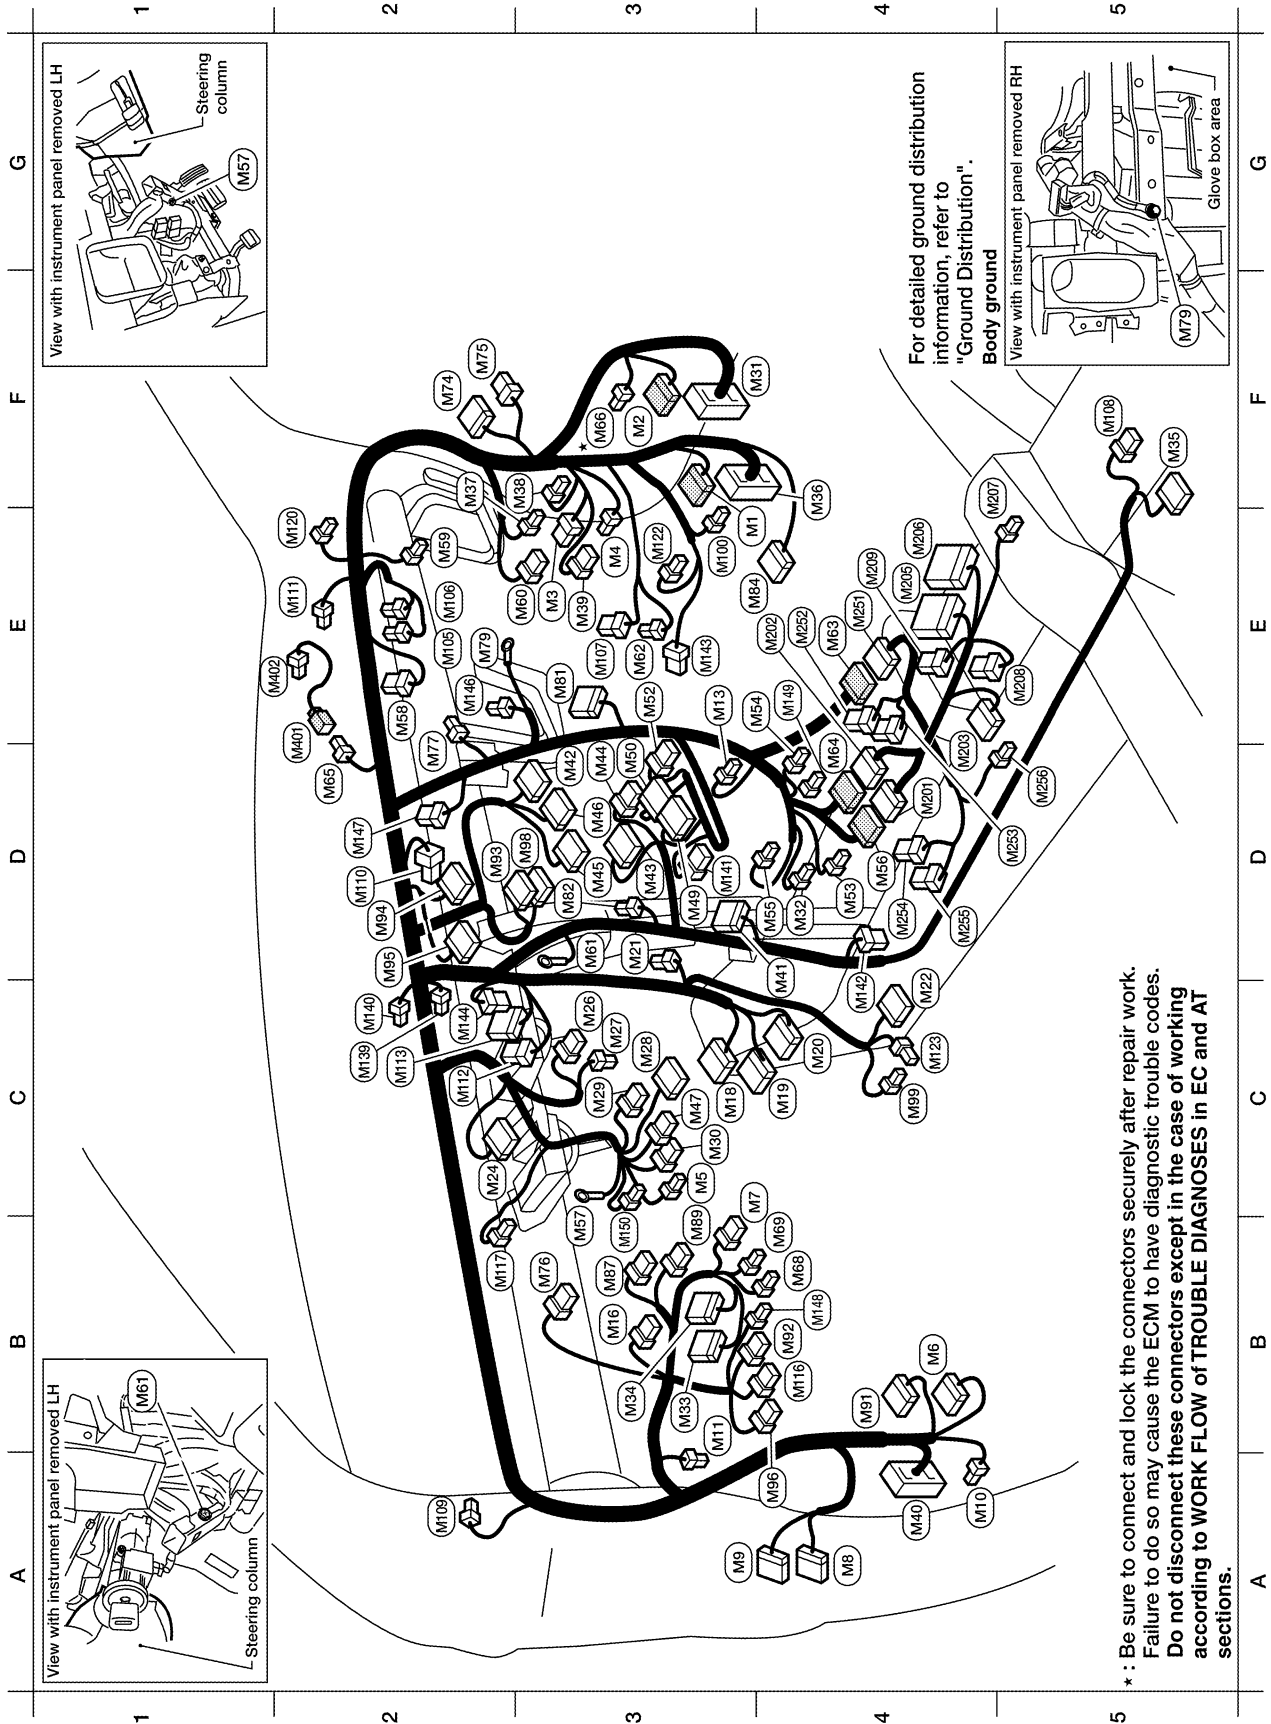 A
B
C
D
E
F
G
1
2
3
4
5
1
2
3
4
5
View with instrument panel removed LH
M61
Steering column
View with instrument panel removed LH
Steering
column
M57
M109
M117
M76
M24
M57
M150
M5
M30
M47
M29
M28
M27
M26
M112
M113
M139
M140
M144
M95
M94
M110
M147
M65
M401
M402
M111
M120
M59
M106
M105
M58
M77
M146
M79
M81
M93
M98
M82
M61
M21
M42
M44
M46
M45
M43
M50
M52
M49
M141
M13
M54
M149
M64
M55
M32
M53
M56
M41
M142
M22
M123
M99
M20
M19
M18
M7
M89
M87
M16
M69
M68
M148
M92
M116
M96
M34
M33
M11
M9
M8
M40
M10
M91
M6
M74
M75
M66
★
M2
M31
M37
M38
M1
M36
M60
M3
M39
M4
M122
M100
M84
M107
M62
M143
M202
M252
M63
M251
M209
M205
M206
M207
M208
M203
M201
M253
M254
M255
M256
M108
M35
For detailed ground distribution
information, refer to
"Ground Distribution".
Body ground
View with instrument panel removed RH
M79
Glove box area
★ : Be sure to connect and lock the connectors securely after repair work.
Failure to do so may cause the ECM to have diagnostic trouble codes.
Do not disconnect these connectors except in the case of working
according to WORK FLOW of TROUBLE DIAGNOSES in EC and AT
sections.
A
B
C
D
E
F
G